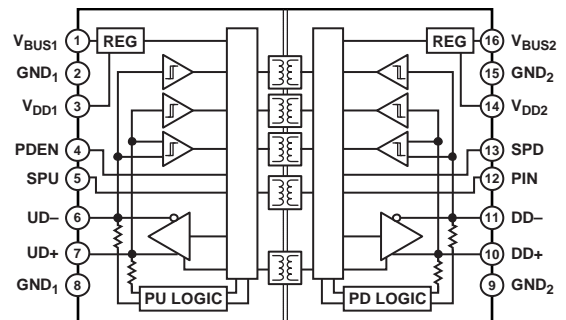 VBUS1 1 REG REG 16 VBUS2
GND1 2 15 GND2
VDD1 3 14 VDD2
PDEN 4 13 SPD
SPU 5 12 PIN
UD– 6 11 DD–
UD+ 7 10 DD+
GND1 8 PU LOGIC PD LOGIC 9 GND2